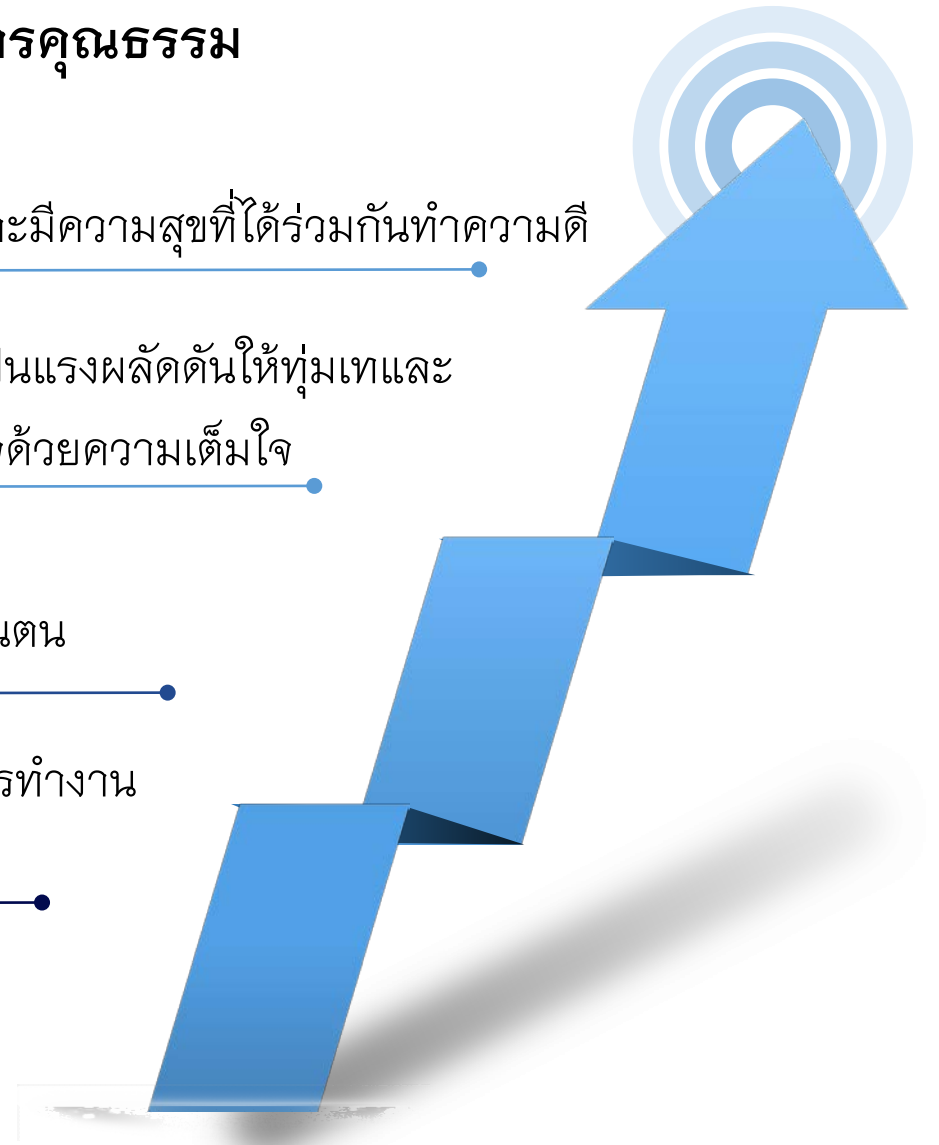 รคุณธรรม
ะมีความสุขที่ได้ร่วมกันทำความดี
นแรงผลัดดันให้ทุ่มเทและ
ด้วยความเต็มใจ
นตน
รทำงาน